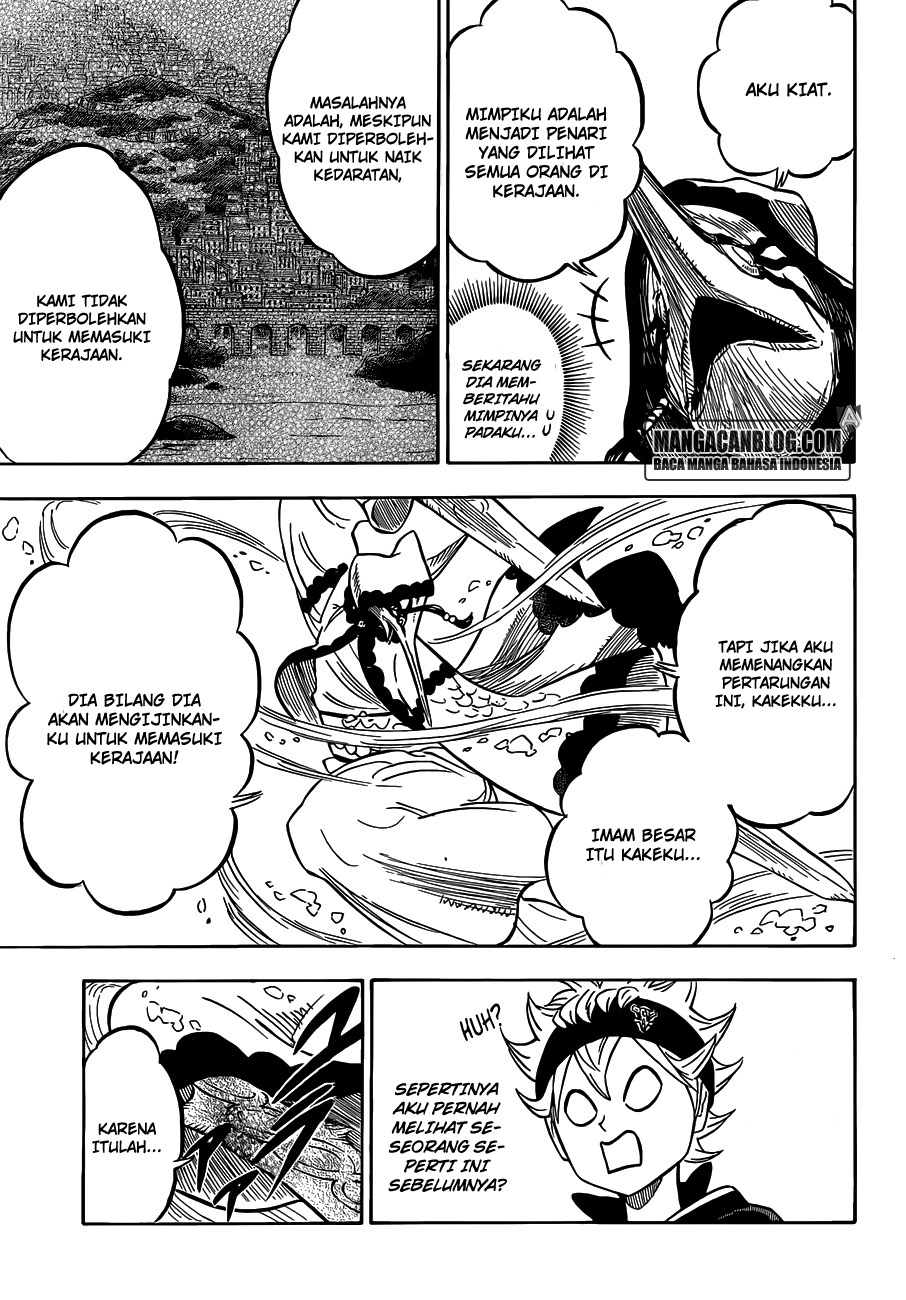 AKU KIAT.
MIMPIKU ADALAH
MENJADI PENARI
YANG DILIHAT
SEMUA ORANG DI
KERAJAAN.
SEKARANG
DIA MEM-
BERITAHU
MIMPINYA
PADAKU...
MANGACANBLOG.COM
BACA MANGA BAHASA INDONESIA
MASALAHNYA
ADALAH, MESKIPUN
KAMI DIPERBOLEH-
KAN UNTUK NAIK
KEDARATAN,
KAMI TIDAK
DIPERBOLEHKAN
UNTUK MEMASUKI
KERAJAAN.
TAPI JIKA AKU
MEMENANGKAN
PERTARUNGAN
INI, KAKEKKU...
IMAM BESAR
ITU KAKEKU...
DIA BILANG DIA
AKAN MENGIJINKAN-
KU UNTUK MEMASUKI
KERAJAAN!
HUH?
SEPERTINYA
AKU PERNAH
MELIHAT SE-
SEORANG SE-
PERTI INI
SEBELUMNYA?
KARENA
ITULAH...